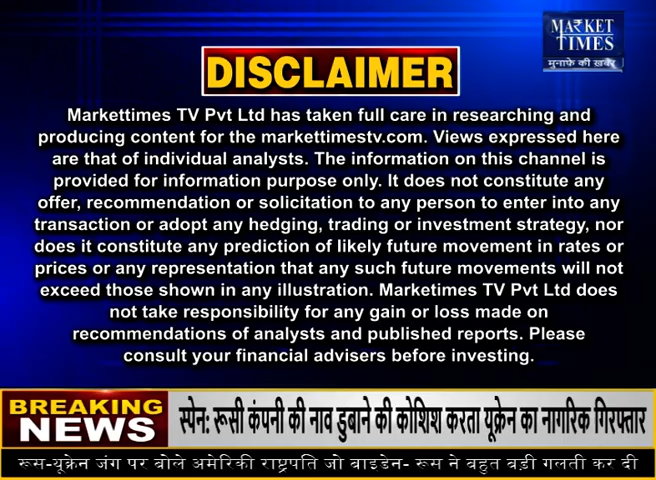 MARKET
TIMES
मुनाफे की खबर
DISCLAIMER
Markettimes TV Pvt Ltd has taken full care in researching and
producing content for the markettimestv.com. Views expressed here
are that of individual analysts. The information on this channel is
provided for information purpose only. It does not constitute any
offer, recommendation or solicitation to any person to enter into any
transaction or adopt any hedging, trading or investment strategy, nor
does it constitute any prediction of likely future movement in rates or
prices or any representation that any such future movements will not
exceed those shown in any illustration. Marketimes TV Pvt Ltd does
not take responsibility for any gain or loss made on
recommendations of analysts and published reports. Please
consult your financial advisers before investing.
BREAKING
NEWS
स्पेन: रूसी कंपनी की नाव डुबाने की कोशिश करता यूक्रेन का नागरिक गिरफ्तार
रूस-यूक्रेन जंग पर बोले अमेरिकी राष्ट्रपति जो बाइडेन- रूस ने बहुत बड़ी गलती कर दी